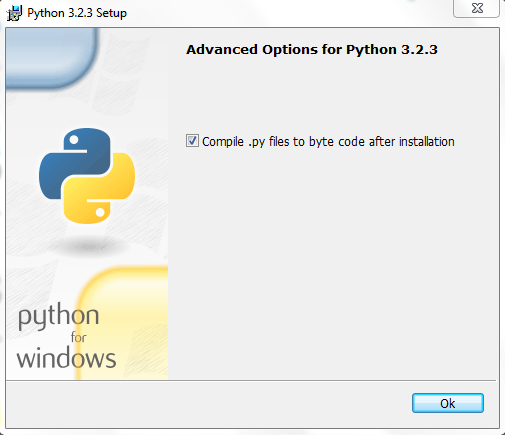 Python 3.2.3 Setup
Advanced Options for Python 3.2.3
Compile .py files to byte code after installation
python
for
windows
Ok